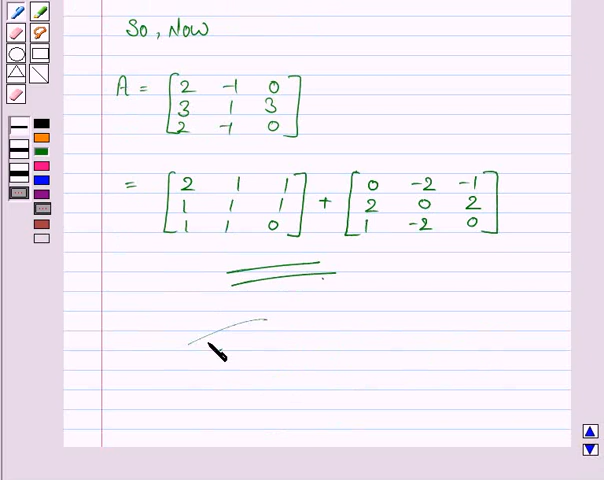 So, Now
A = [ 2 -1 0
3 1 3
2 -1 0 ]
= [ 2 1 1
1 1 1
1 1 0 ] + [ 0 -2 -1
2 0 2
1 -2 0 ]